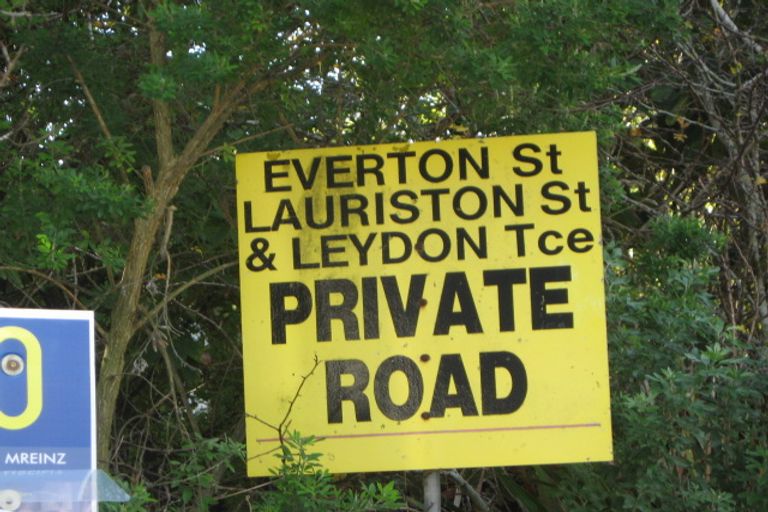 EVERTON St
LAURISTON St
& LEYDON Tce
PRIVATE
ROAD
MREINZ